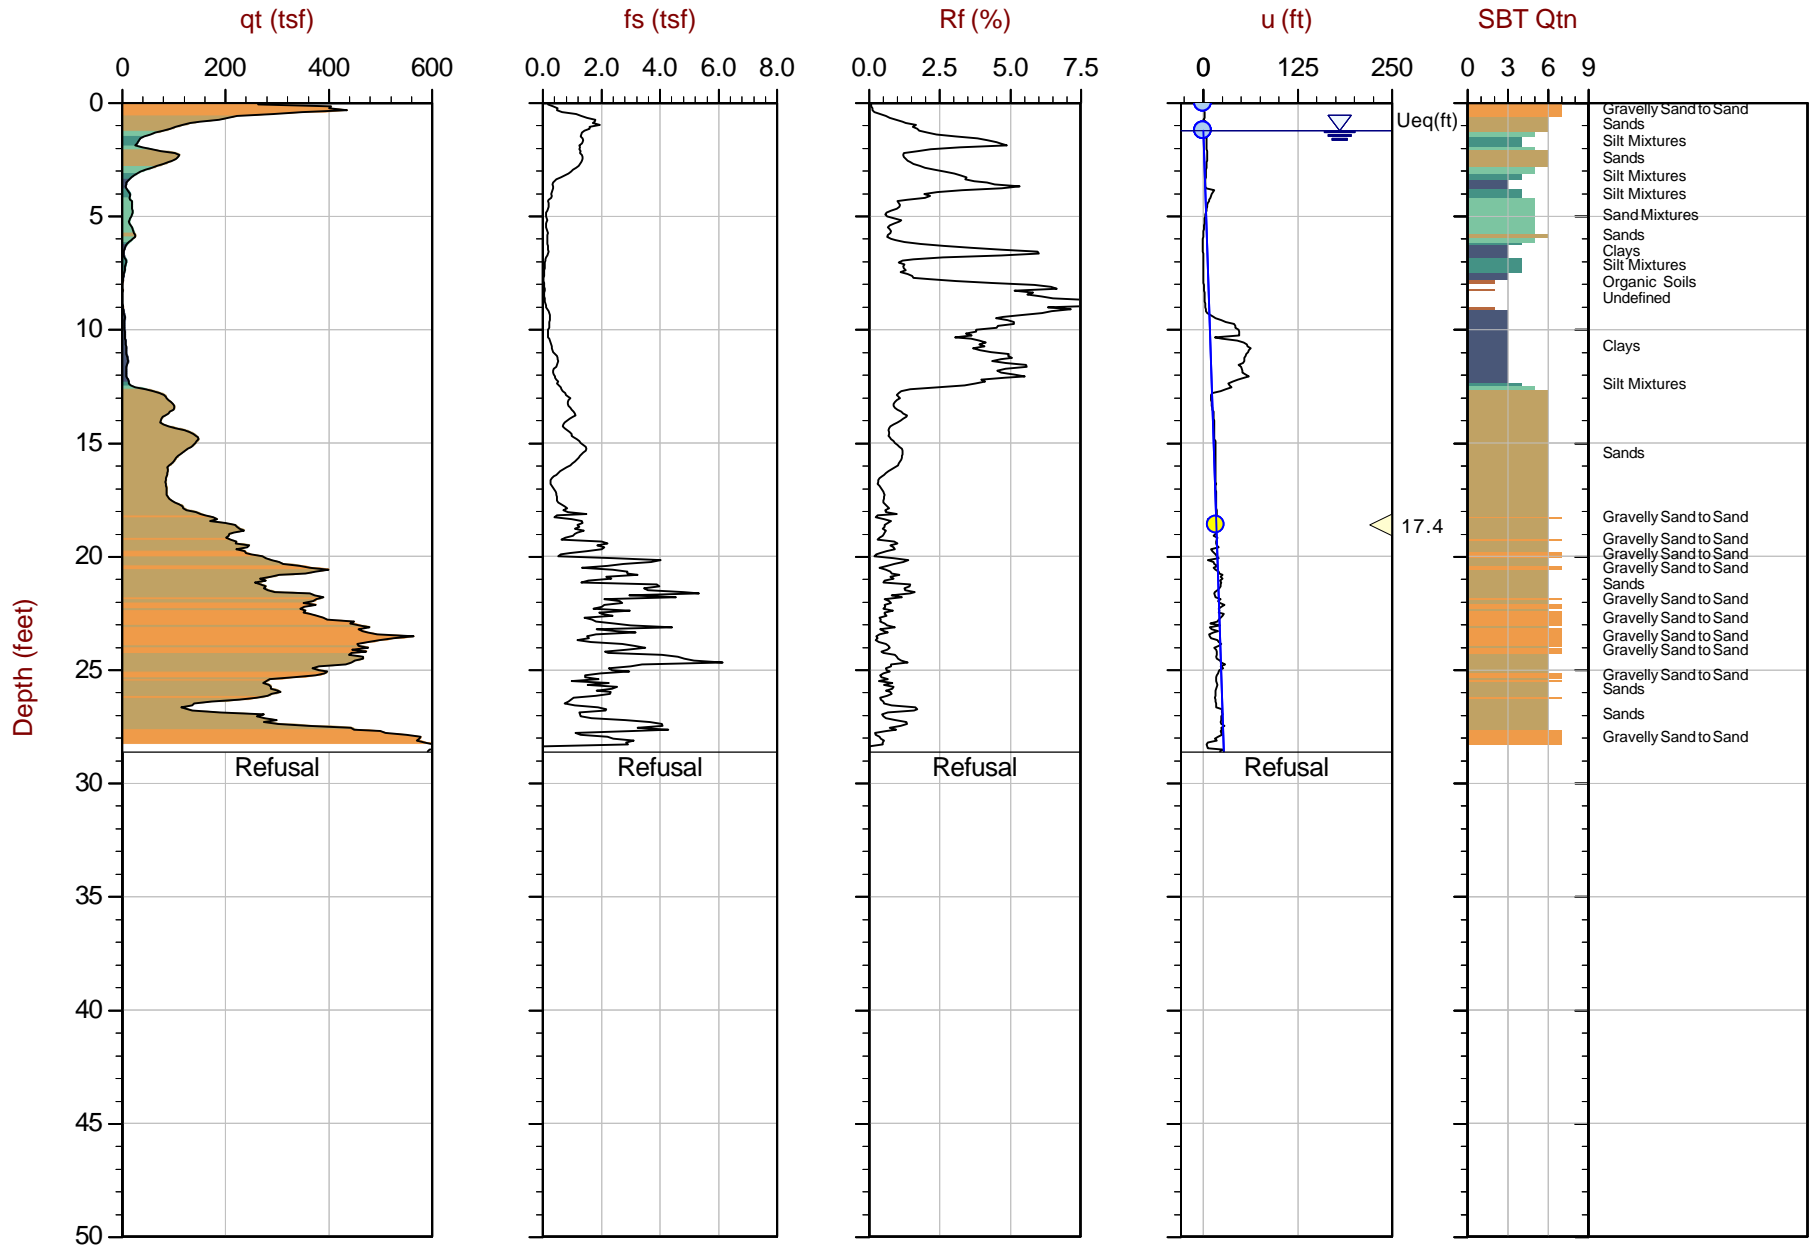 qt (tsf) fs (tsf) Rf (%) u (ft) SBT Qtn
0 200 400 600 0.0 2.0 4.0 6.0 8.0 0.0 2.5 5.0 7.5 0 125 250 0 3 6 9
0
5
10
15
20
25
30
35
40
45
50
Depth (feet)
Refusal
Refusal
Refusal
Refusal
Ueq(ft)
17.4
Gravelly Sand to Sand
Sands
Silt Mixtures
Sands
Silt Mixtures
Silt Mixtures
Sand Mixtures
Sands
Clays
Silt Mixtures
Organic Soils
Undefined
Clays
Silt Mixtures
Sands
Gravelly Sand to Sand
Gravelly Sand to Sand
Gravelly Sand to Sand
Gravelly Sand to Sand
Sands
Gravelly Sand to Sand
Gravelly Sand to Sand
Gravelly Sand to Sand
Gravelly Sand to Sand
Gravelly Sand to Sand
Sands
Sands
Gravelly Sand to Sand